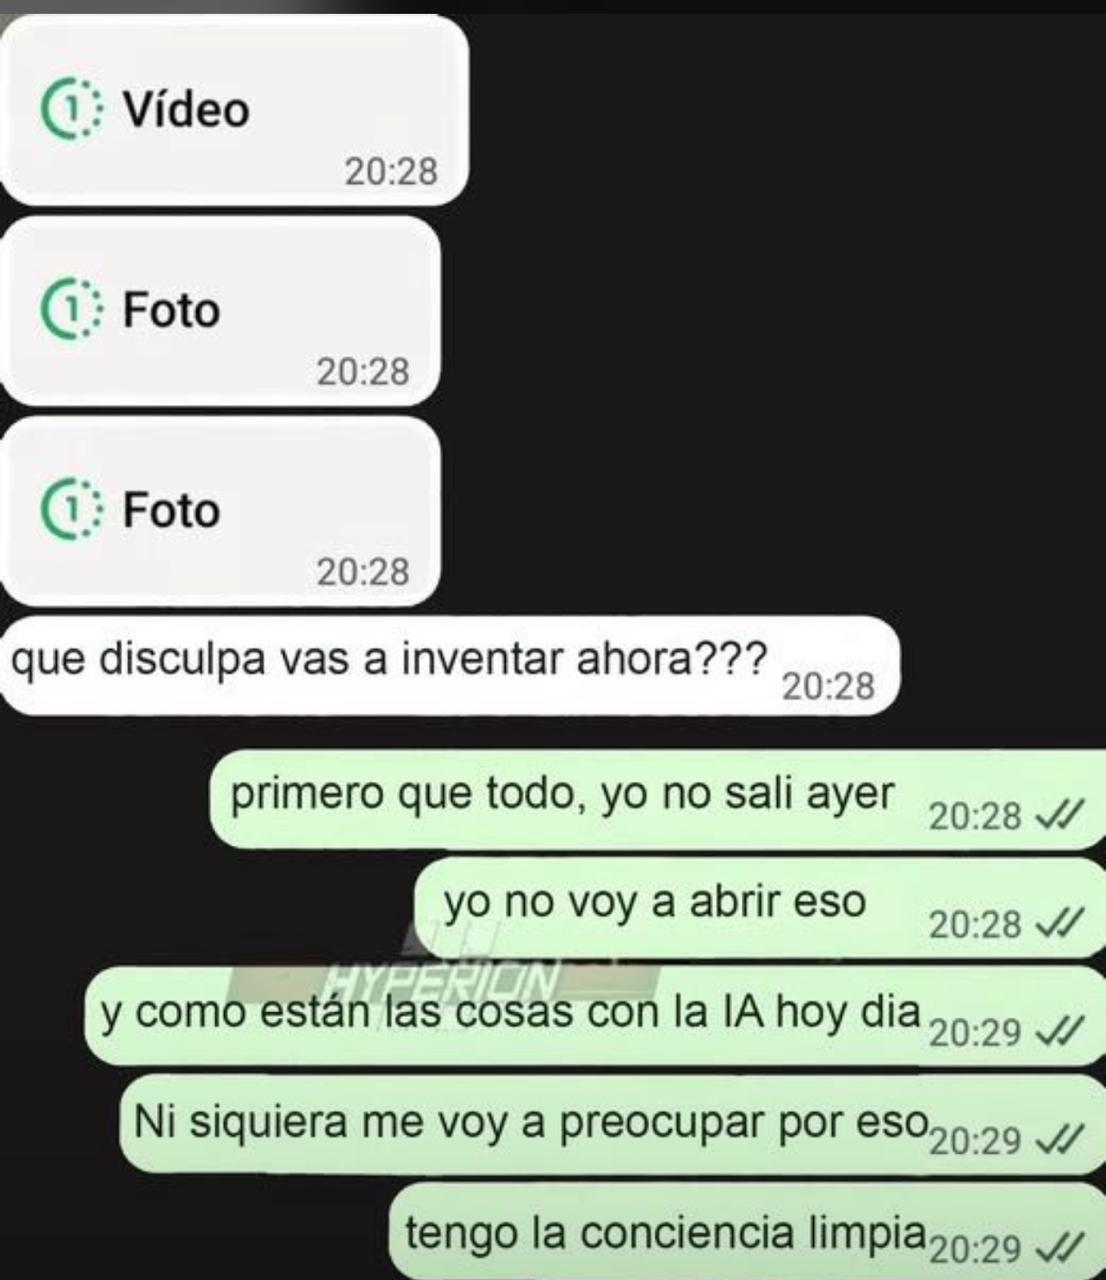 1 Vídeo
20:28
1 Foto
20:28
1 Foto
20:28
que disculpa vas a inventar ahora???
20:28
primero que todo, yo no sali ayer
20:28
yo no voy a abrir eso
20:28
HYPERION
y como están las cosas con la IA hoy dia
20:29
Ni siquiera me voy a preocupar por eso
20:29
tengo la conciencia limpia
20:29